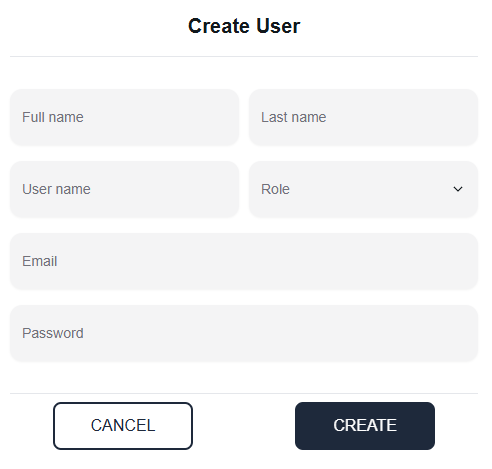 Create User
Full name
Last name
User name
Role
Email
Password
CANCEL
CREATE